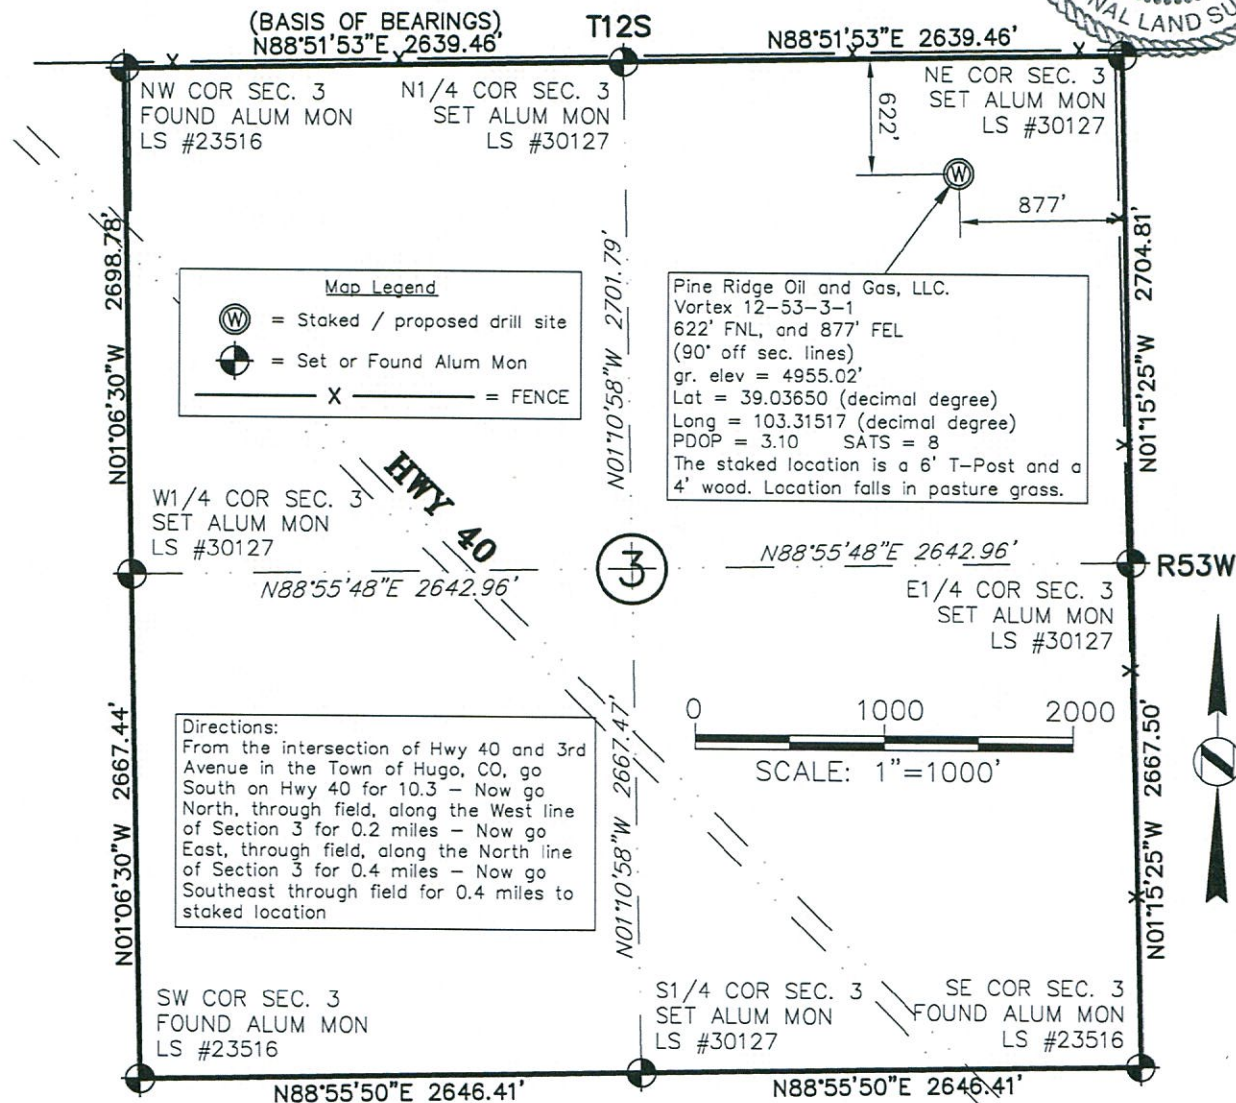 NAL LAND SU
(BASIS OF BEARINGS)
N88°51'53"E 2639.46'
T12S
N88°51'53"E 2639.46'
NW COR SEC. 3
FOUND ALUM MON
LS #23516
N1/4 COR SEC. 3
SET ALUM MON
LS #30127
NE COR SEC. 3
SET ALUM MON
LS #30127
622'
W
877'
N01°06'30"W 2698.78'
N01°10'58"W 2701.79'
N01°15'25"W 2704.81'
Map Legend
W = Staked / proposed drill site
= Set or Found Alum Mon
X = FENCE
Pine Ridge Oil and Gas, LLC.
Vortex 12-53-3-1
622' FNL, and 877' FEL
(90° off sec. lines)
gr. elev = 4955.02'
Lat = 39.03650 (decimal degree)
Long = 103.31517 (decimal degree)
PDOP = 3.10 SATS = 8
The staked location is a 6' T-Post and a
4' wood. Location falls in pasture grass.
HWY 40
W1/4 COR SEC. 3
SET ALUM MON
LS #30127
N88°55'48"E 2642.96'
3
N88°55'48"E 2642.96'
R53W
E1/4 COR SEC. 3
SET ALUM MON
LS #30127
0 1000 2000
SCALE: 1"=1000'
N01°06'30"W 2667.44'
N01°10'58"W 2667.47'
N01°15'25"W 2667.50'
Directions:
From the intersection of Hwy 40 and 3rd
Avenue in the Town of Hugo, CO, go
South on Hwy 40 for 10.3 - Now go
North, through field, along the West line
of Section 3 for 0.2 miles - Now go
East, through field, along the North line
of Section 3 for 0.4 miles - Now go
Southeast through field for 0.4 miles to
staked location
SW COR SEC. 3
FOUND ALUM MON
LS #23516
S1/4 COR SEC. 3
SET ALUM MON
LS #30127
SE COR SEC. 3
FOUND ALUM MON
LS #23516
N88°55'50"E 2646.41'
N88°55'50"E 2646.41'